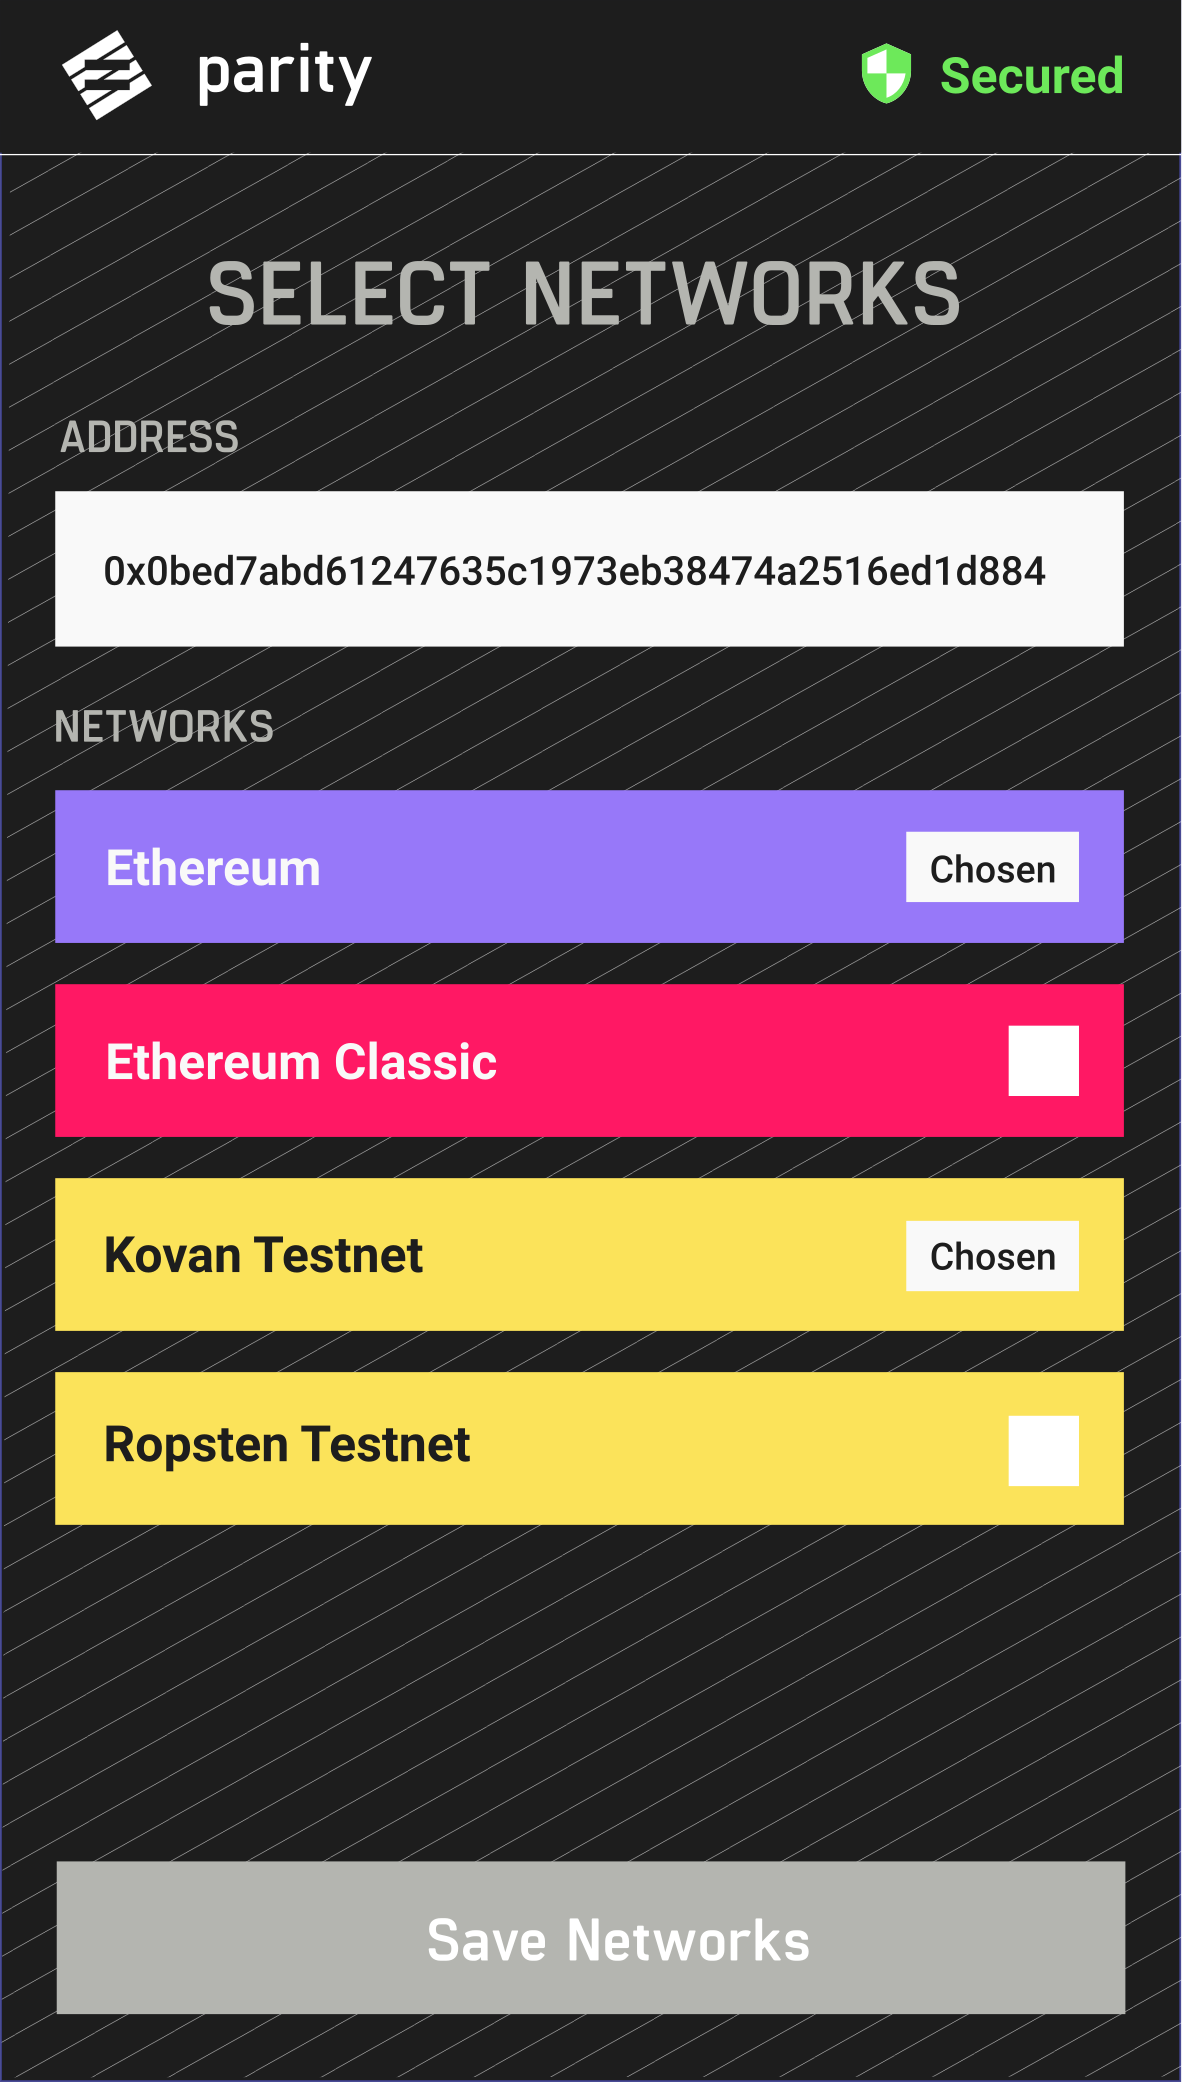 parity
Secured
SELECT NETWORKS
ADDRESS
0x0bed7abd61247635c1973eb38474a2516ed1d884
NETWORKS
Ethereum
Chosen
Ethereum Classic
Kovan Testnet
Chosen
Ropsten Testnet
Save Networks